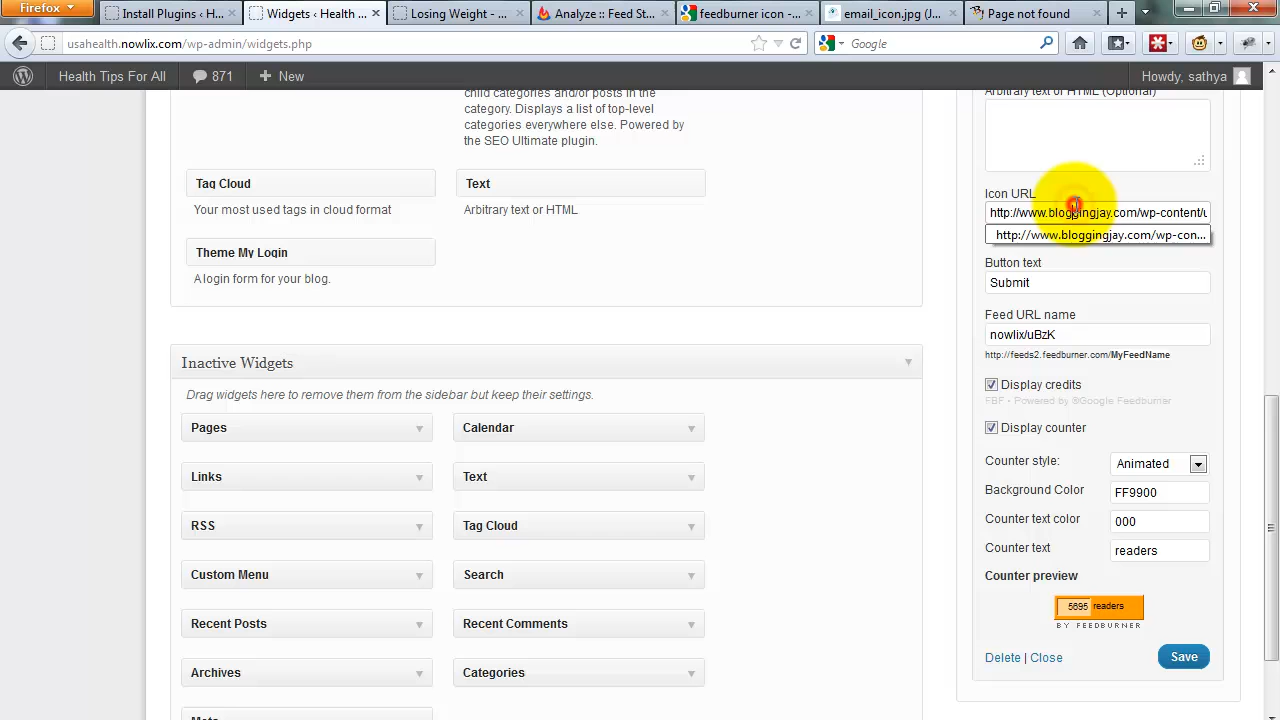 Firefox
Install Plugins ‹ H...
Widgets ‹ Health ...
Losing Weight - ...
Analyze :: Feed St...
feedburner icon - ...
email_icon.jpg (J...
Page not found
usahealth.nowlix.com/wp-admin/widgets.php
Google
Health Tips For All
871
New
Howdy, sathya
child categories and/or posts in the
category. Displays a list of top-level
categories everywhere else. Powered by
the SEO Ultimate plugin.
Tag Cloud
Text
Your most used tags in cloud format
Arbitrary text or HTML
Theme My Login
A login form for your blog.
Inactive Widgets
Drag widgets here to remove them from the sidebar but keep their settings.
Pages
Calendar
Links
Text
RSS
Tag Cloud
Custom Menu
Search
Recent Posts
Recent Comments
Archives
Categories
Meta
Arbitrary text or HTML (Optional)
Icon URL
http://www.bloggingjay.com/wp-content/u
http://www.bloggingjay.com/wp-con...
Button text
Submit
Feed URL name
nowlix/uBzK
http://feeds2.feedburner.com/MyFeedName
Display credits
FBF - Powered by ®Google Feedburner
Display counter
Counter style:
Animated
Background Color
FF9900
Counter text color
000
Counter text
readers
Counter preview
5695 readers
BY FEEDBURNER
Delete | Close
Save